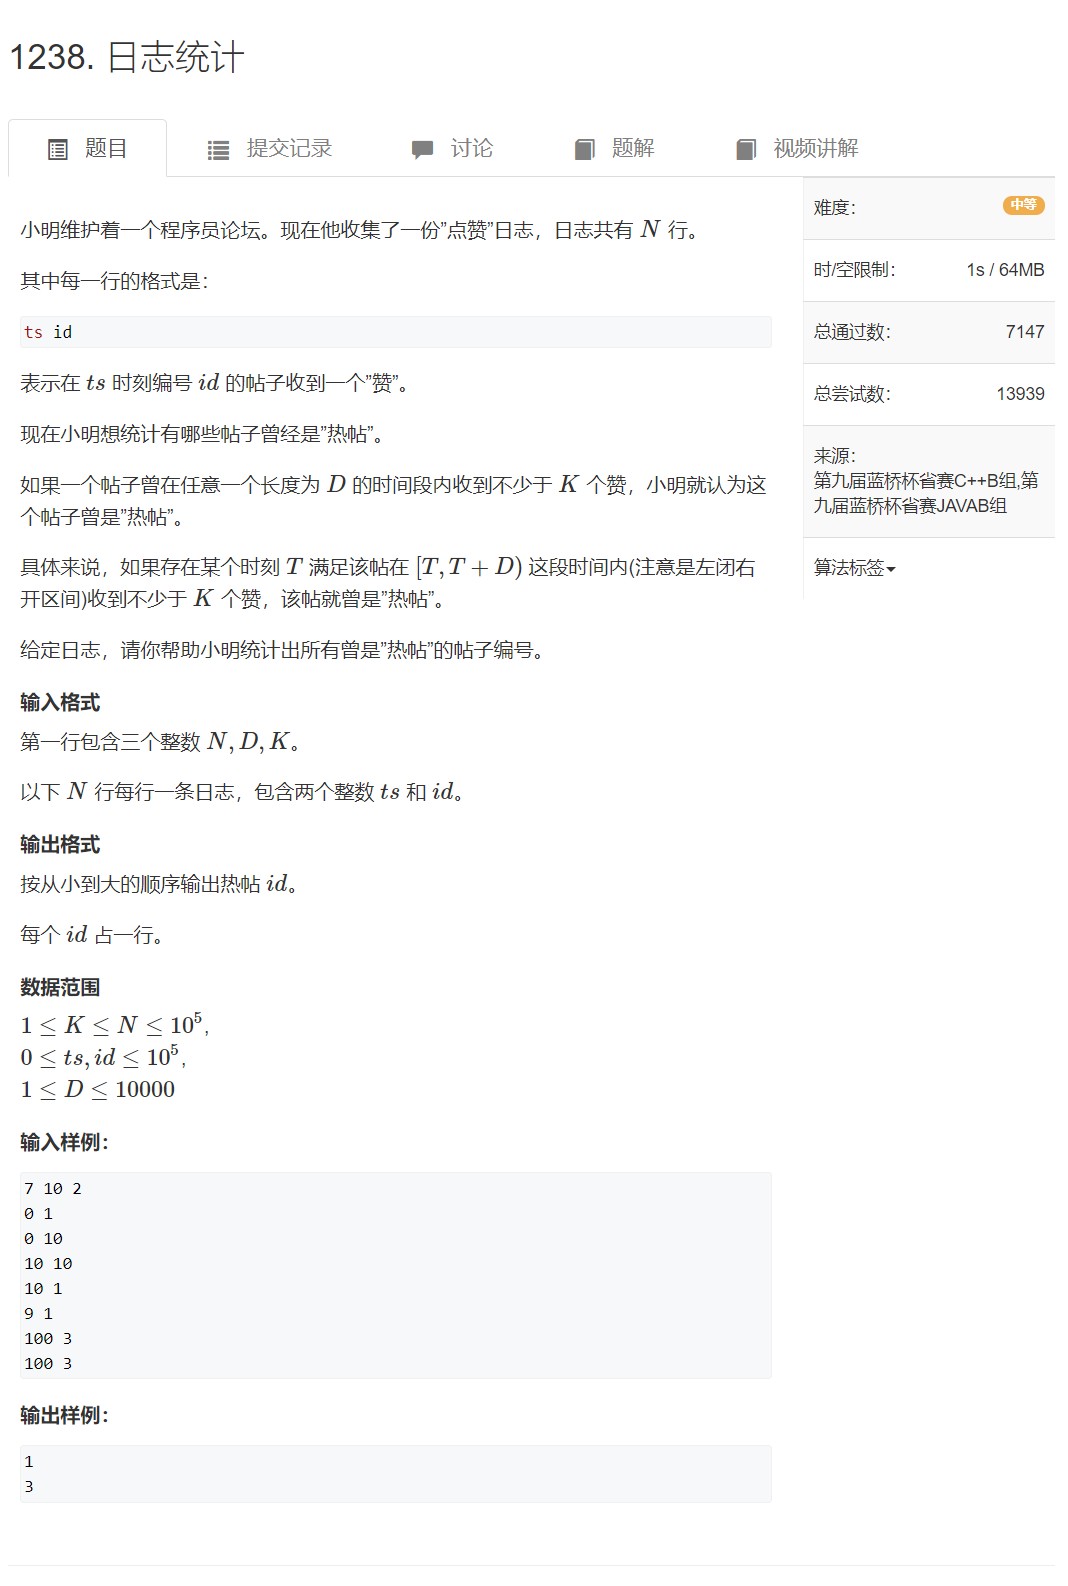 1238. 日志统计
题目 提交记录 讨论 题解 视频讲解
小明维护着一个程序员论坛。现在他收集了一份”点赞”日志，日志共有 N 行。
其中每一行的格式是：
ts id
表示在 ts 时刻编号 id 的帖子收到一个”赞”。
现在小明想统计有哪些帖子曾经是”热帖”。
如果一个帖子曾在任意一个长度为 D 的时间段内收到不少于 K 个赞，小明就认为这
个帖子曾是”热帖”。
具体来说，如果存在某个时刻 T 满足该帖在 [T, T + D) 这段时间内(注意是左闭右
开区间)收到不少于 K 个赞，该帖就曾是”热帖”。
给定日志，请你帮助小明统计出所有曾是”热帖”的帖子编号。
输入格式
第一行包含三个整数 N, D, K。
以下 N 行每行一条日志，包含两个整数 ts 和 id。
输出格式
按从小到大的顺序输出热帖 id。
每个 id 占一行。
数据范围
1 ≤ K ≤ N ≤ 10⁵,
0 ≤ ts, id ≤ 10⁵,
1 ≤ D ≤ 10000
输入样例：
7 10 2
0 1
0 10
10 10
10 1
9 1
100 3
100 3
输出样例：
1
3
难度： 中等
时/空限制： 1s / 64MB
总通过数： 7147
总尝试数： 13939
来源：
第九届蓝桥杯省赛C++B组,第
九届蓝桥杯省赛JAVAB组
算法标签